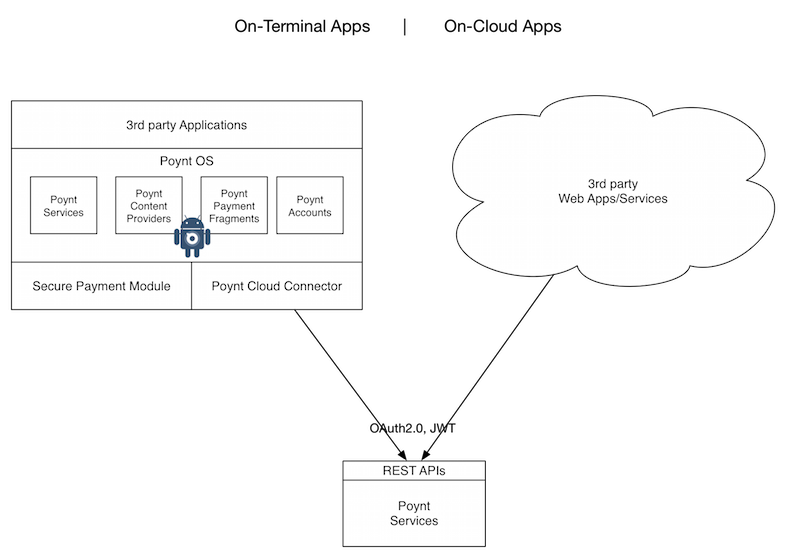 On-Terminal Apps | On-Cloud Apps
3rd party Applications
Poynt OS
Poynt
Services
Poynt
Content
Providers
Poynt
Payment
Fragments
Poynt
Accounts
Secure Payment Module
Poynt Cloud Connector
3rd party
Web Apps/Services
OAuth2.0, JWT
REST APIs
Poynt
Services